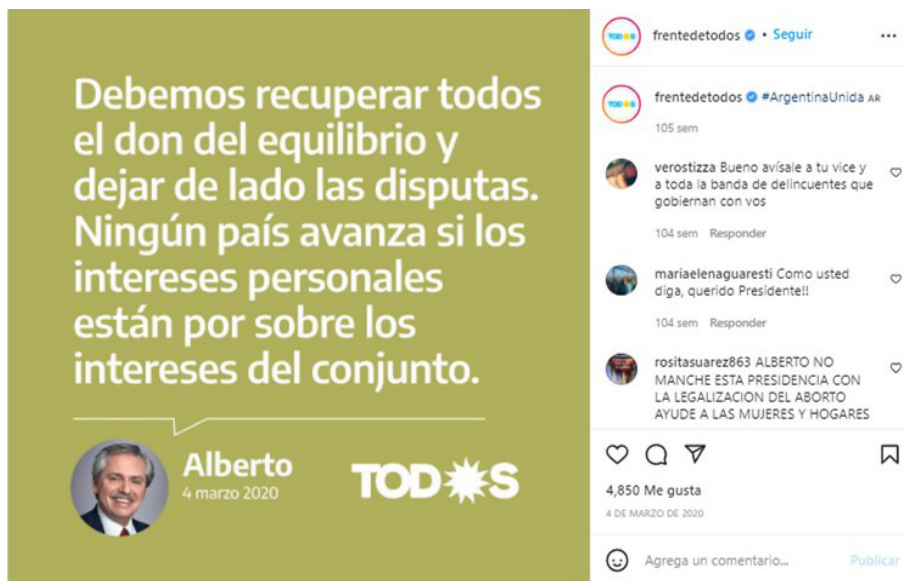 Debemos recuperar todos
el don del equilibrio y
dejar de lado las disputas.
Ningún país avanza si los
intereses personales
están por sobre los
intereses del conjunto.
Alberto
4 marzo 2020
TODOS
frentedetodos • Seguir
TODOS
frentedetodos #ArgentinaUnida AR
105 sem
verostizza Bueno avísale a tu vice y
a toda la banda de delincuentes que
gobiernan con vos
104 sem Responder
mariaelenaguaresti Como usted
diga, querido Presidente!!
104 sem Responder
rositasuarez863 ALBERTO NO
MANCHE ESTA PRESIDENCIA CON
LA LEGALIZACION DEL ABORTO
AYUDE A LAS MUJERES Y HOGARES
4,850 Me gusta
4 DE MARZO DE 2020
Agrega un comentario... Publicar